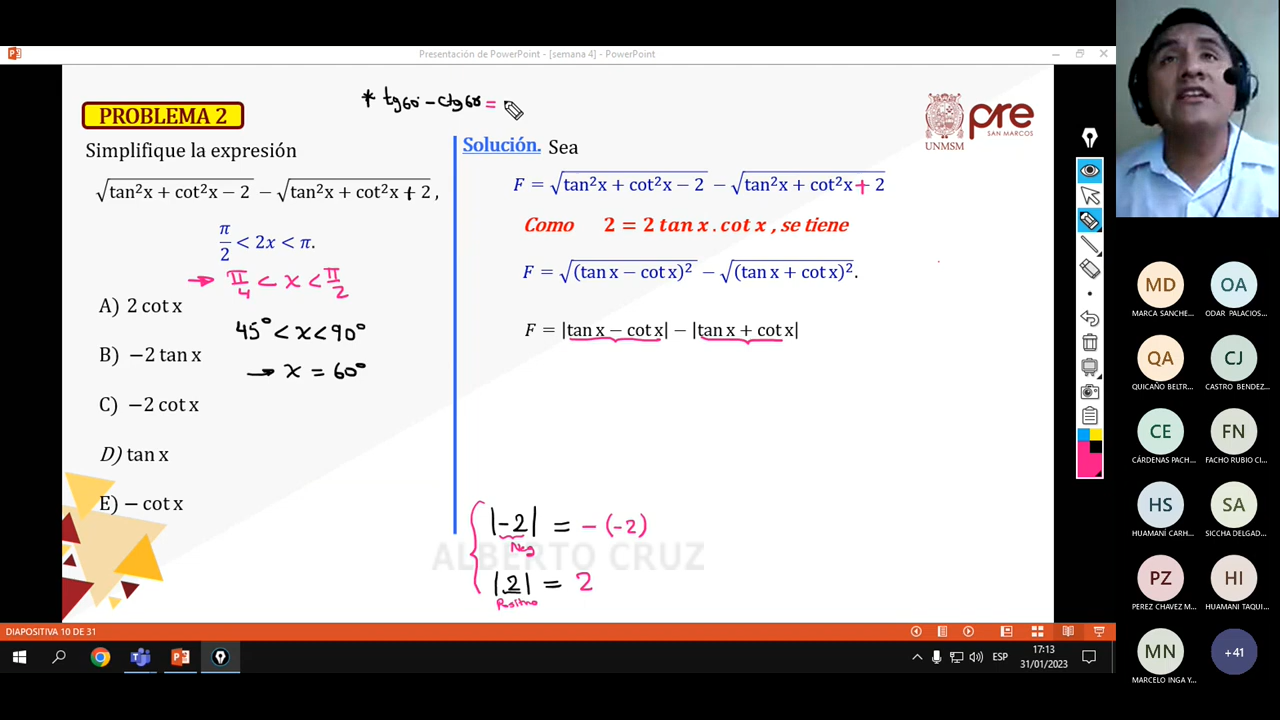 Presentación de PowerPoint - [semana 4] - PowerPoint
* tg60° - ctg60° =
PROBLEMA 2
Simplifique la expresión
√(tan²x + cot²x − 2) − √(tan²x + cot²x + 2),
π/2 < 2x < π.
→ π/4 < x < π/2
45° < x < 90°
→ x = 60°
A) 2 cot x
B) −2 tan x
C) −2 cot x
D) tan x
E) − cot x
Solución. Sea
F = √(tan²x + cot²x − 2) − √(tan²x + cot²x + 2)
Como 2 = 2 tan x . cot x , se tiene
F = √((tan x − cot x)²) − √((tan x + cot x)²).
F = |tan x − cot x| − |tan x + cot x|
|-2| = - (-2)
Neg
|2| = 2
Positivo
ALBERTO CRUZ
UNMSM
pre
SAN MARCOS
DIAPOSITIVA 10 DE 31
ESP
17:13
31/01/2023
MD
MARCA SANCHE...
OA
ODAR PALACIOS...
QA
QUICAÑO BELTR...
CJ
CASTRO BENDEZ...
CE
CÁRDENAS PACH...
FN
FACHO RUBIO CI...
HS
HUAMANÍ CARH...
SA
SICCHA DELGAD...
PZ
PEREZ CHAVEZ M...
HI
HUAMANI TAQUI...
MN
MARCELO INGA Y...
+41